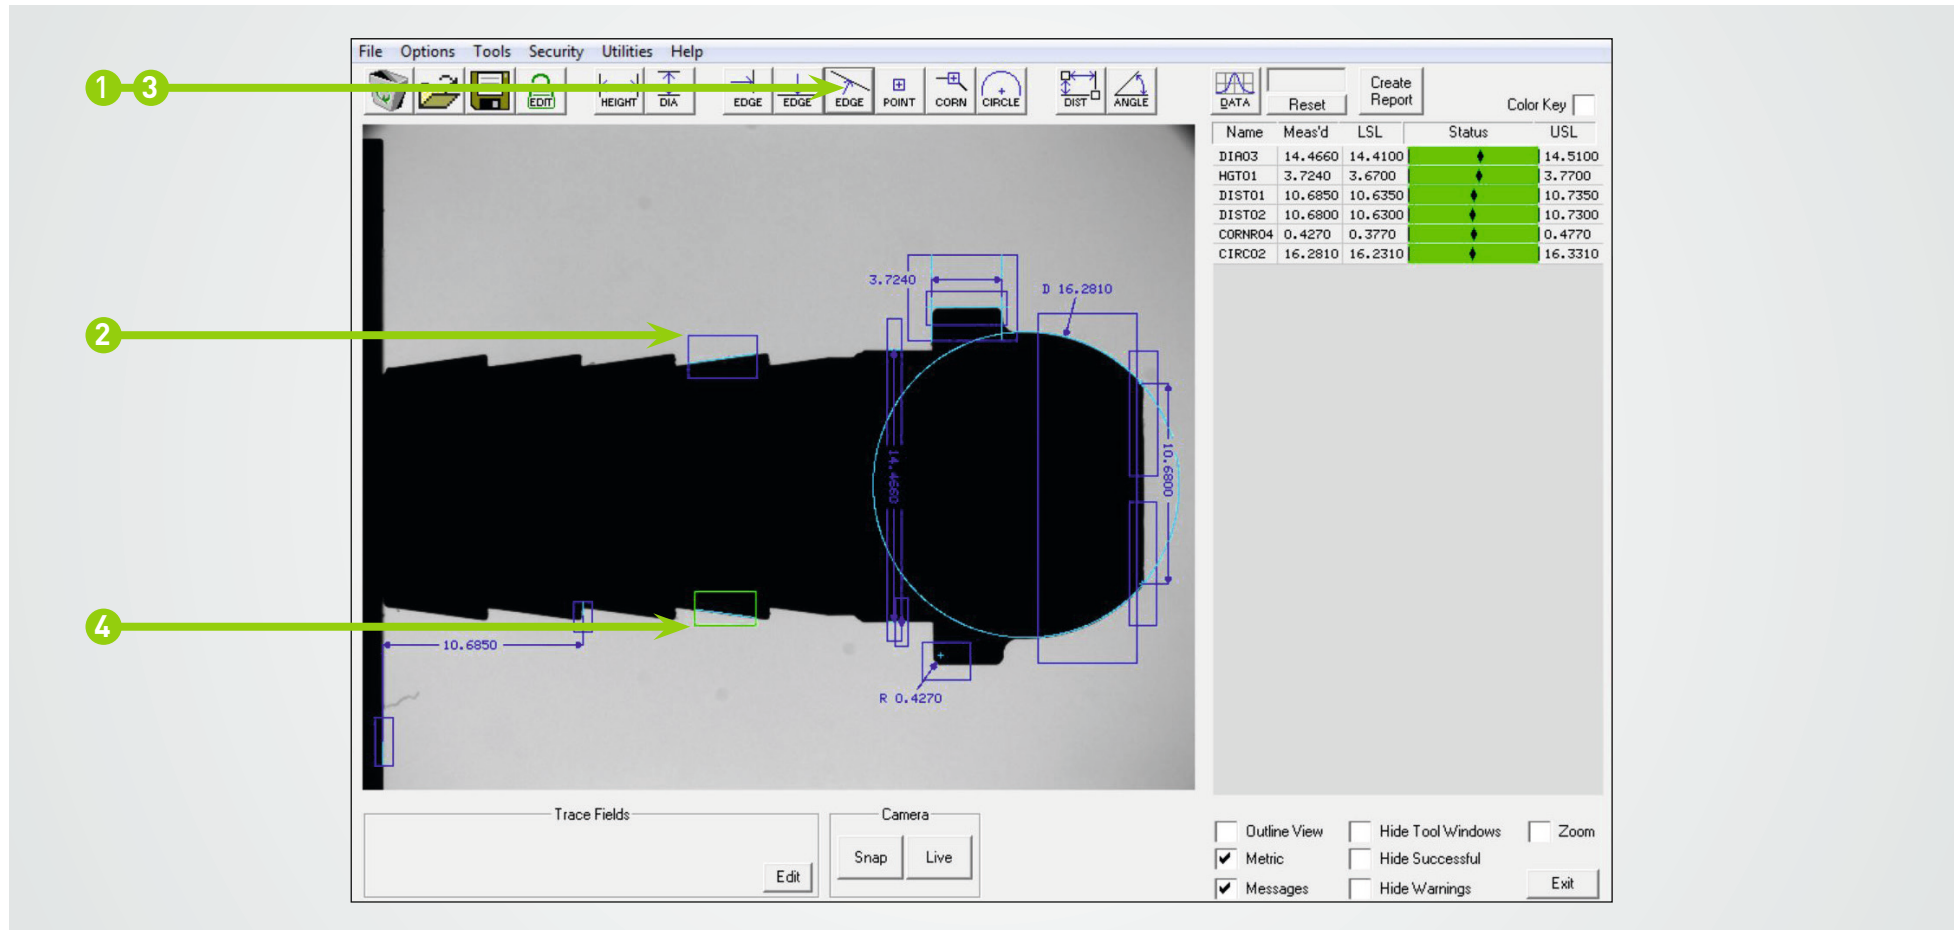 File Options Tools Security Utilities Help
1 3
EDIT HEIGHT DIA EDGE EDGE EDGE POINT CORN CIRCLE DIST ANGLE
DATA Reset Create Report Color Key
Name Meas'd LSL Status USL
DIA03 14.4660 14.4100 14.5100
HGT01 3.7240 3.6700 3.7700
DIST01 10.6850 10.6350 10.7350
DIST02 10.6800 10.6300 10.7300
CORNR04 0.4270 0.3770 0.4770
CIRC02 16.2810 16.2310 16.3310
3.7240
D 16.2810
2
14.4660
10.6800
4
10.6850
R 0.4270
Trace Fields
Edit
Camera
Snap Live
Outline View Hide Tool Windows Zoom
Metric Hide Successful
Messages Hide Warnings Exit